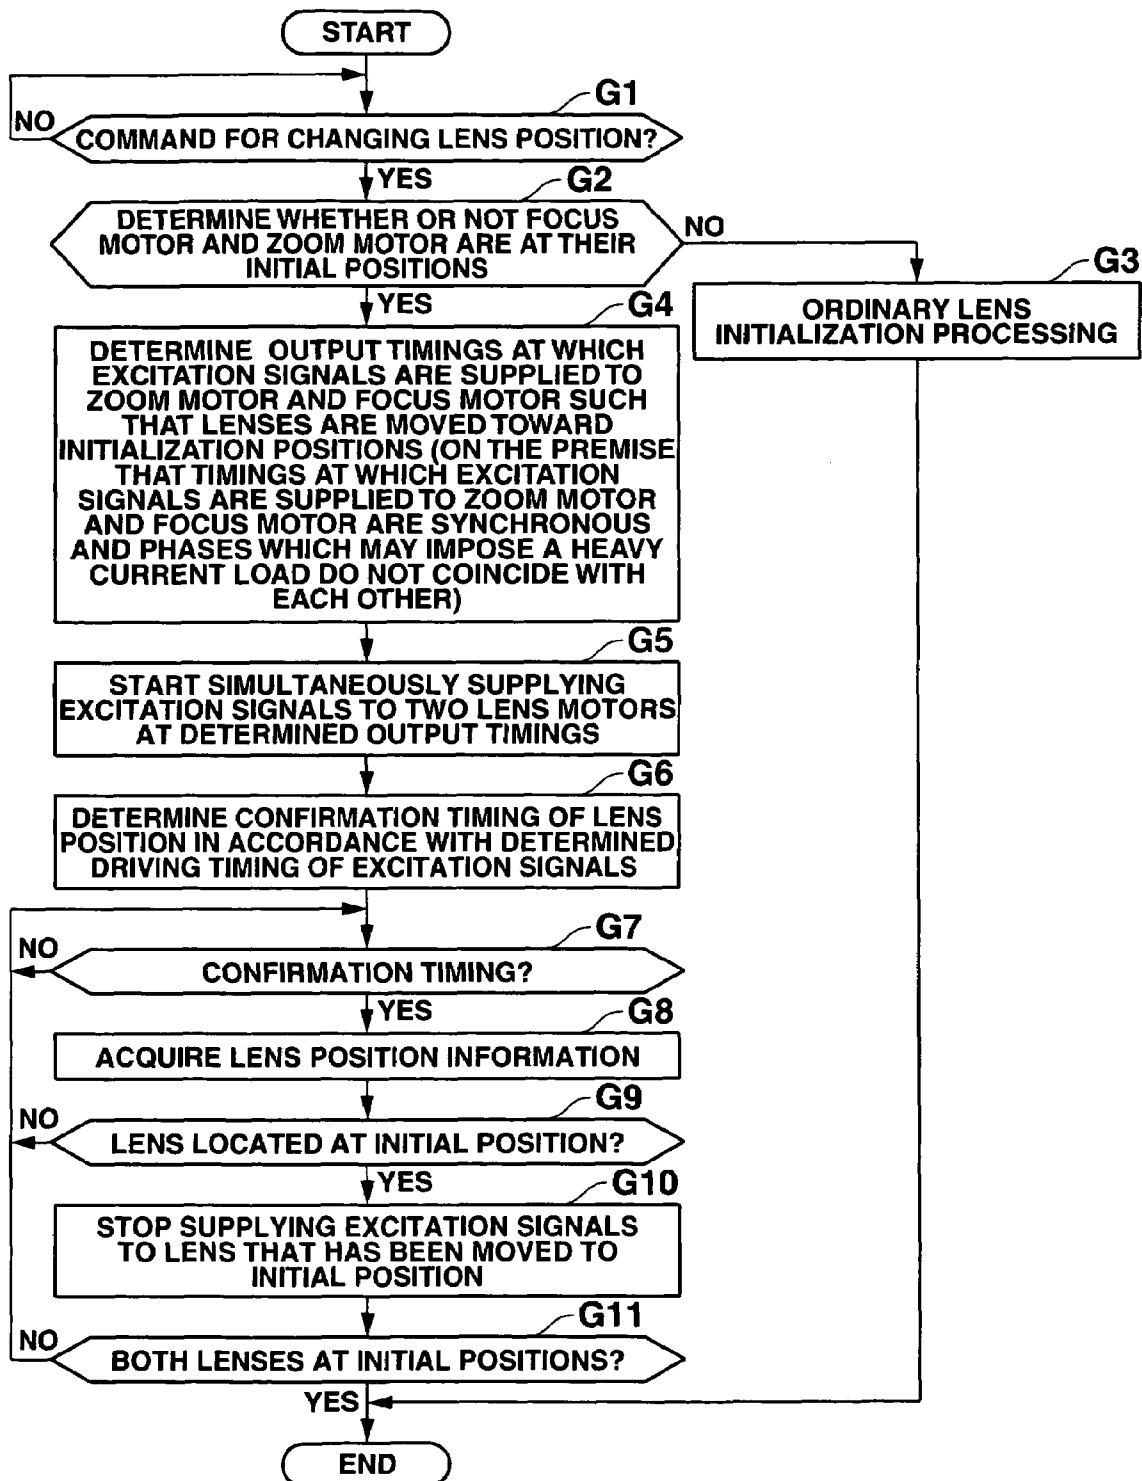 START
G1
NO
COMMAND FOR CHANGING LENS POSITION?
YES
G2
DETERMINE WHETHER OR NOT FOCUS
MOTOR AND ZOOM MOTOR ARE AT THEIR
INITIAL POSITIONS
NO
G3
ORDINARY LENS
INITIALIZATION PROCESSING
YES
G4
DETERMINE OUTPUT TIMINGS AT WHICH
EXCITATION SIGNALS ARE SUPPLIED TO
ZOOM MOTOR AND FOCUS MOTOR SUCH
THAT LENSES ARE MOVED TOWARD
INITIALIZATION POSITIONS (ON THE PREMISE
THAT TIMINGS AT WHICH EXCITATION
SIGNALS ARE SUPPLIED TO ZOOM MOTOR
AND FOCUS MOTOR ARE SYNCHRONOUS
AND PHASES WHICH MAY IMPOSE A HEAVY
CURRENT LOAD DO NOT COINCIDE WITH
EACH OTHER)
G5
START SIMULTANEOUSLY SUPPLYING
EXCITATION SIGNALS TO TWO LENS MOTORS
AT DETERMINED OUTPUT TIMINGS
G6
DETERMINE CONFIRMATION TIMING OF LENS
POSITION IN ACCORDANCE WITH DETERMINED
DRIVING TIMING OF EXCITATION SIGNALS
G7
NO
CONFIRMATION TIMING?
YES
G8
ACQUIRE LENS POSITION INFORMATION
G9
NO
LENS LOCATED AT INITIAL POSITION?
YES
G10
STOP SUPPLYING EXCITATION SIGNALS
TO LENS THAT HAS BEEN MOVED TO
INITIAL POSITION
G11
NO
BOTH LENSES AT INITIAL POSITIONS?
YES
END